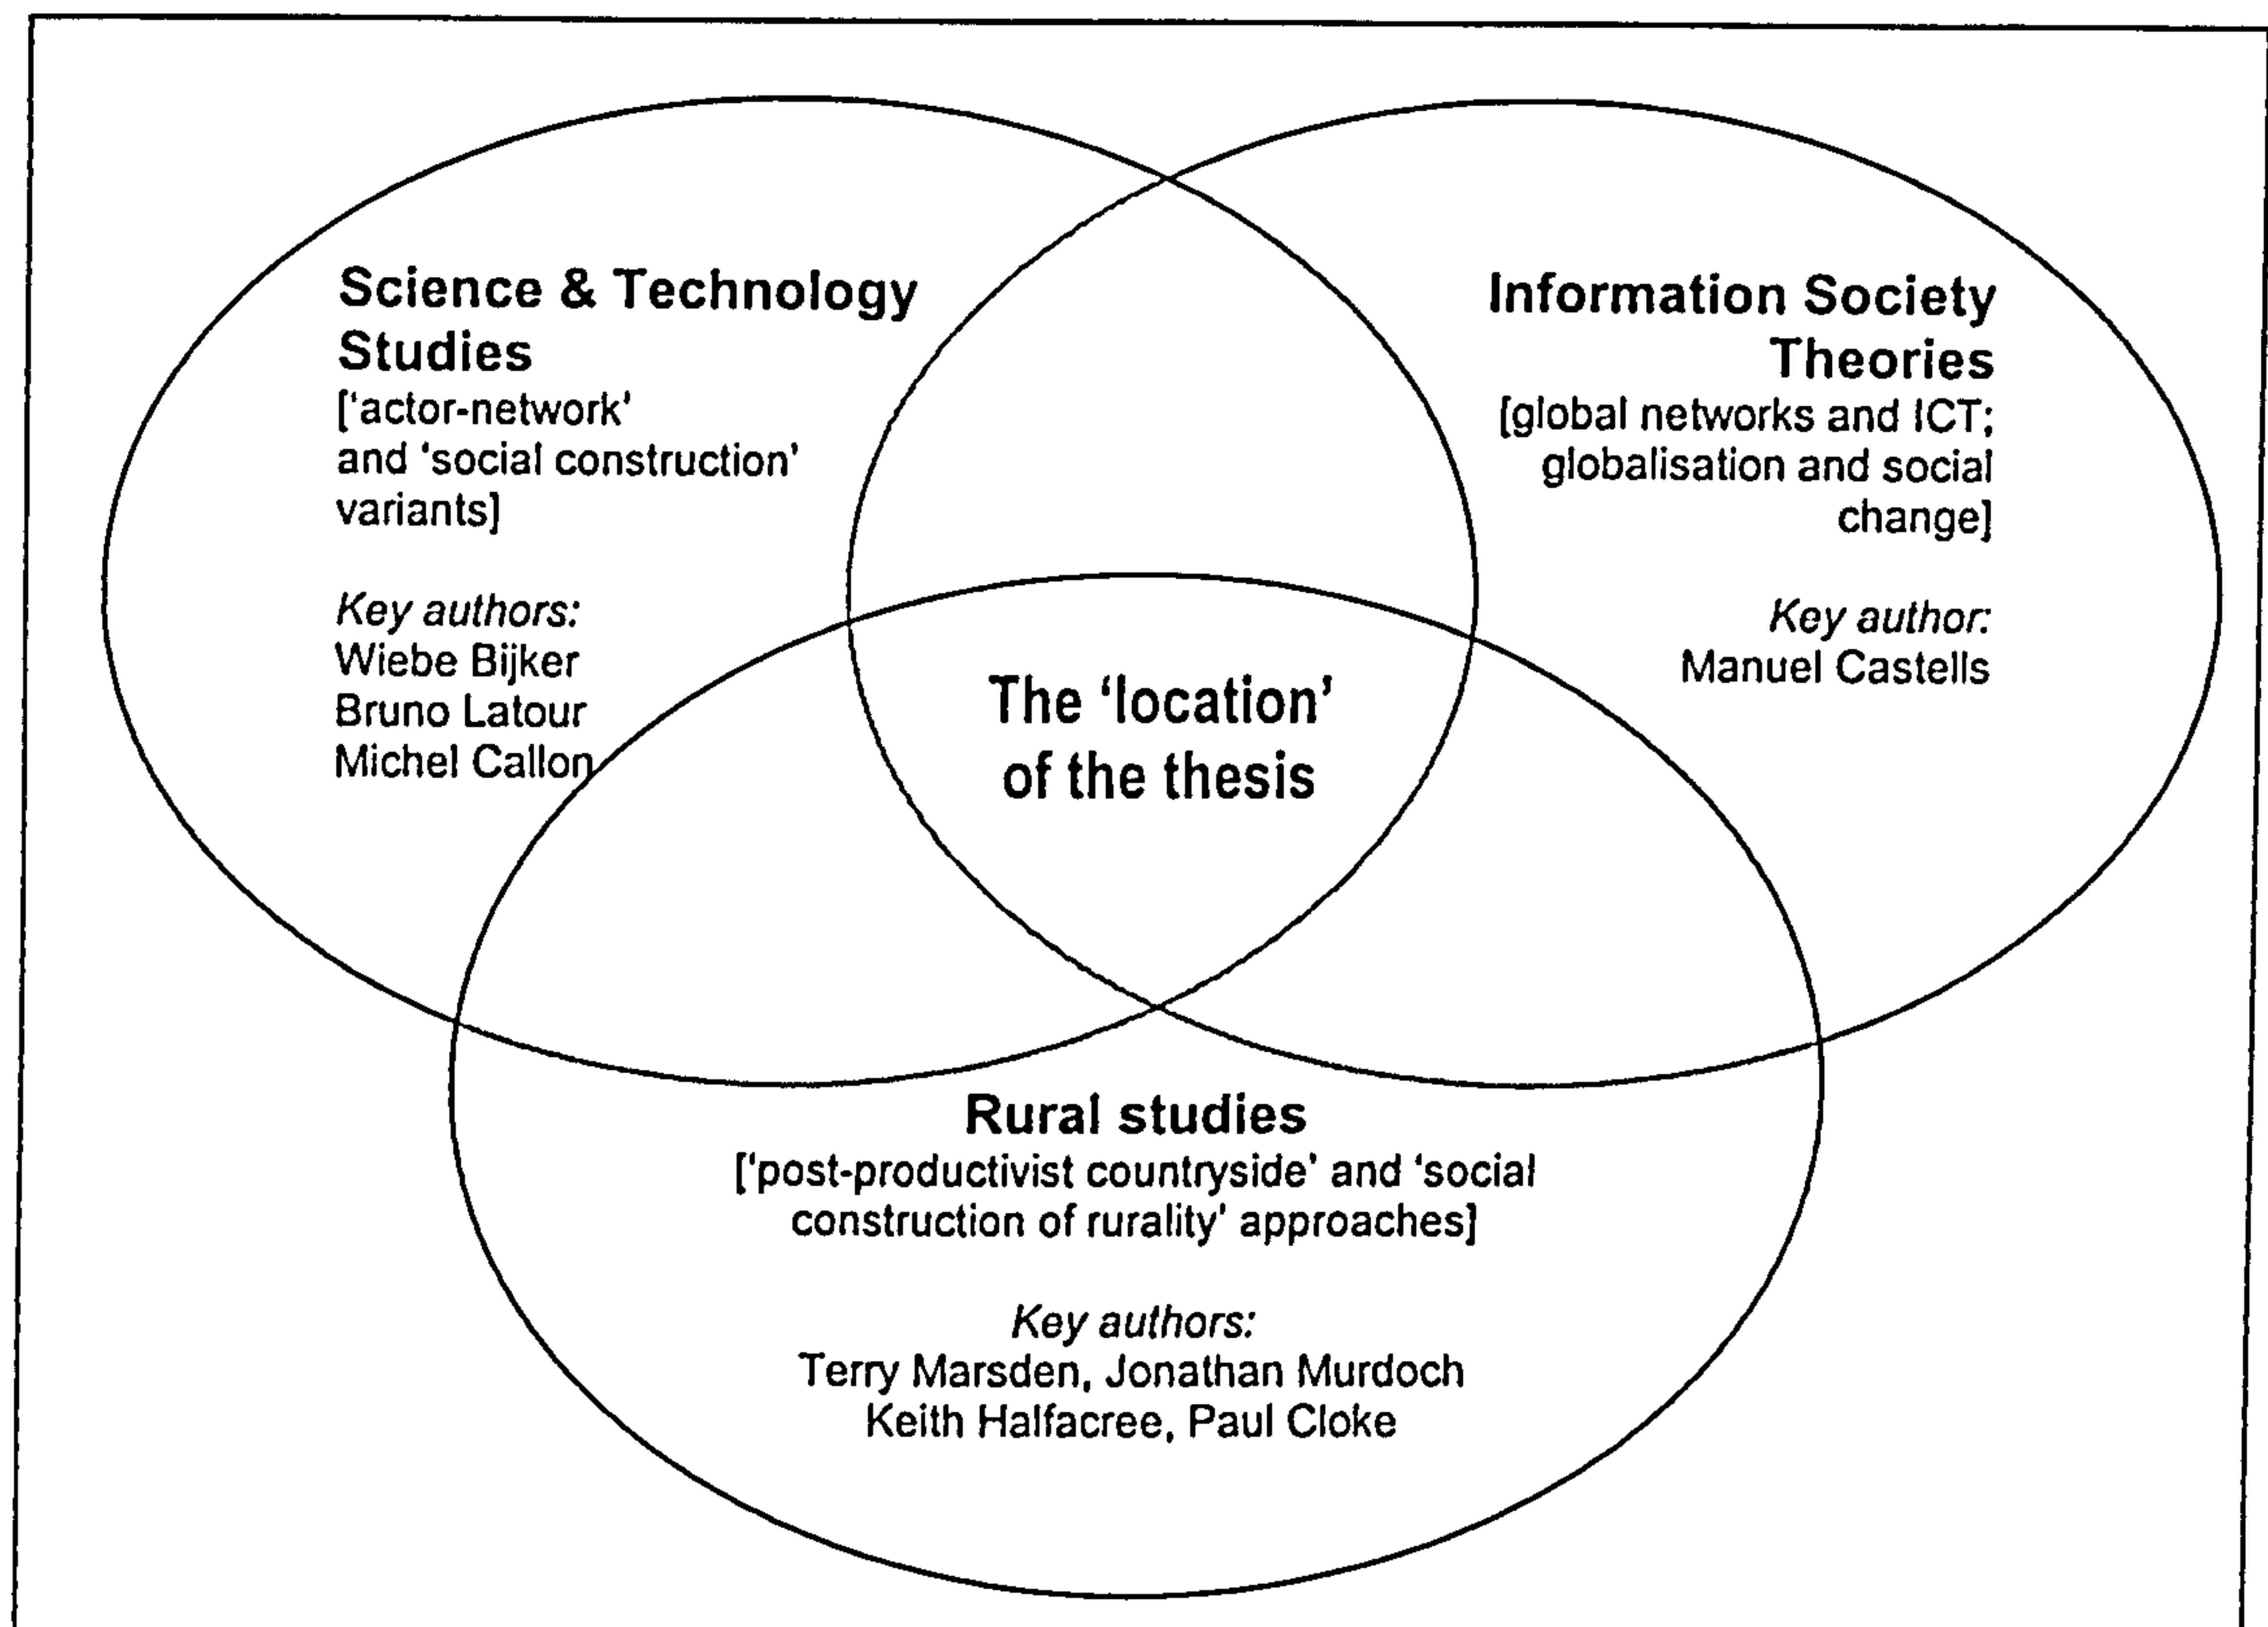 Science & Technology
Studies
['actor-network'
and 'social construction'
variants]
Key authors:
Wiebe Bijker
Bruno Latour
Michel Callon
Information Society
Theories
[global networks and ICT;
globalisation and social
change]
Key author:
Manuel Castells
The 'location'
of the thesis
Rural studies
['post-productivist countryside' and 'social
construction of rurality' approaches]
Key authors:
Terry Marsden, Jonathan Murdoch
Keith Halfacree, Paul Cloke